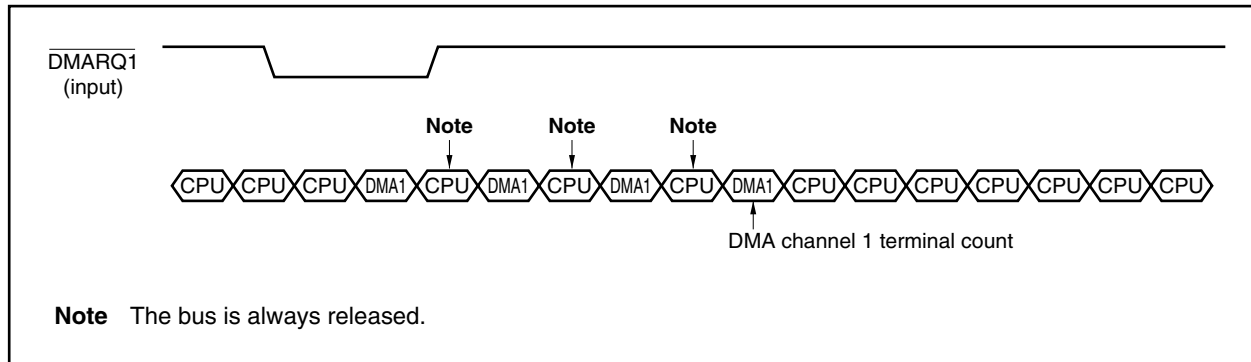 DMARQ1
(input)
Note Note Note
CPU CPU CPU DMA1 CPU DMA1 CPU DMA1 CPU DMA1 CPU CPU CPU CPU CPU CPU CPU
DMA channel 1 terminal count
Note The bus is always released.